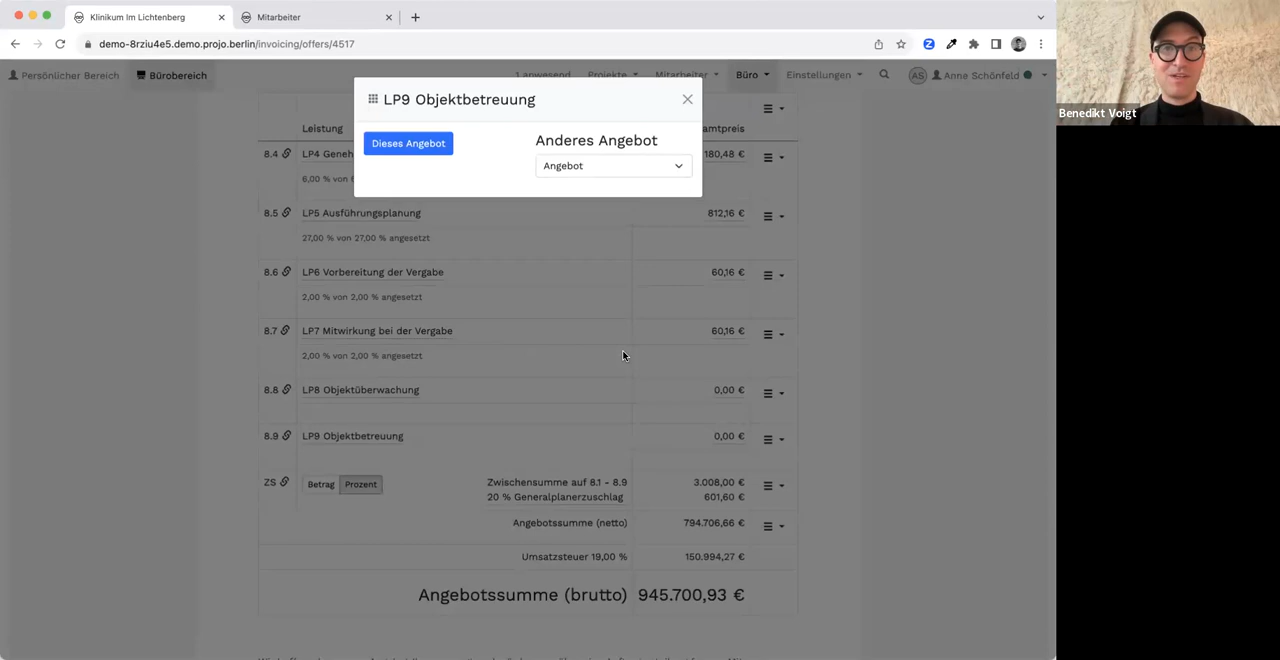 Klinikum Im Lichtenberg
Mitarbeiter
demo-8rziu4e5.demo.projo.berlin/invoicing/offers/4517
Persönlicher Bereich
Bürobereich
1 anwesend
Projekte
Mitarbeiter
Büro
Einstellungen
AS
Anne Schönfeld
LP9 Objektbetreuung
Dieses Angebot
Anderes Angebot
Angebot
Leistung
8.4 LP4 180,48 €
6,00 % von
8.5 LP5 Ausführungsplanung 812,16 €
27,00 % von 27,00 % angesetzt
8.6 LP6 Vorbereitung der Vergabe 60,16 €
2,00 % von 2,00 % angesetzt
8.7 LP7 Mitwirkung bei der Vergabe 60,16 €
2,00 % von 2,00 % angesetzt
8.8 LP8 Objektüberwachung 0,00 €
8.9 LP9 Objektbetreuung 0,00 €
ZS Betrag Prozent Zwischensumme auf 8.1 - 8.9 3.008,00 €
20 % Generalplanerzuschlag 601,60 €
Angebotssumme (netto) 794.706,66 €
Umsatzsteuer 19,00 % 150.994,27 €
Angebotssumme (brutto) 945.700,93 €
Benedikt Voigt